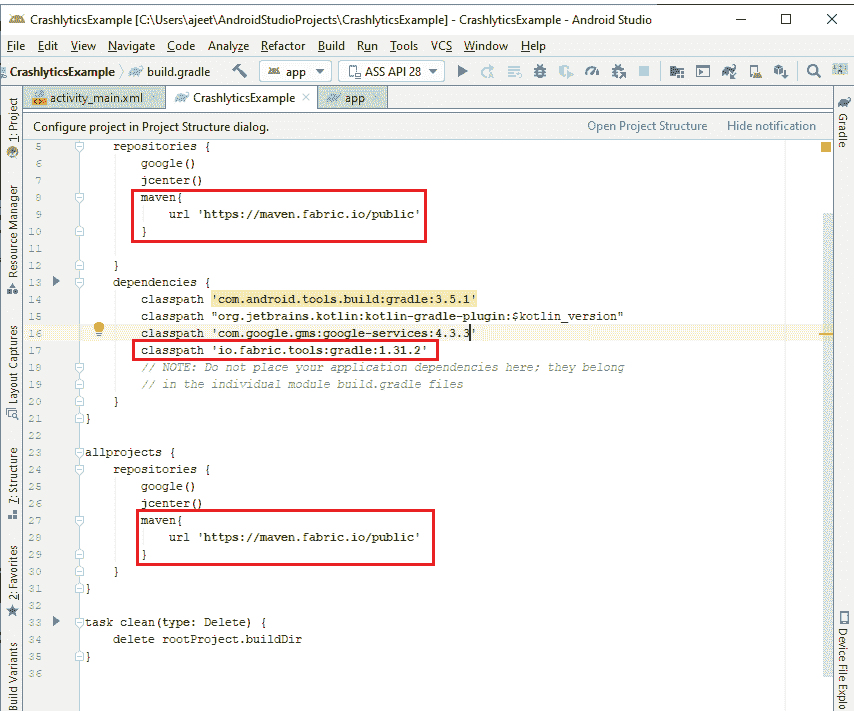 CrashlyticsExample [C:\Users\ajeet\AndroidStudioProjects\CrashlyticsExample] - CrashlyticsExample - Android Studio
File Edit View Navigate Code Analyze Refactor Build Run Tools VCS Window Help
CrashlyticsExample build.gradle app ASS API 28
activity_main.xml CrashlyticsExample app
Configure project in Project Structure dialog. Open Project Structure Hide notification
5 repositories {
6 google()
7 jcenter()
8 maven{
9 url 'https://maven.fabric.io/public'
10 }
11
12 }
13 dependencies {
14 classpath 'com.android.tools.build:gradle:3.5.1'
15 classpath "org.jetbrains.kotlin:kotlin-gradle-plugin:$kotlin_version"
16 classpath 'com.google.gms:google-services:4.3.3'
17 classpath 'io.fabric.tools:gradle:1.31.2'
18 // NOTE: Do not place your application dependencies here; they belong
19 // in the individual module build.gradle files
20 }
21 }
22
23 allprojects {
24 repositories {
25 google()
26 jcenter()
27 maven{
28 url 'https://maven.fabric.io/public'
29 }
30 }
31 }
32
33 task clean(type: Delete) {
34 delete rootProject.buildDir
35 }
36
1: Project
Resource Manager
Layout Captures
7: Structure
2: Favorites
Build Variants
Gradle
Device File Explo